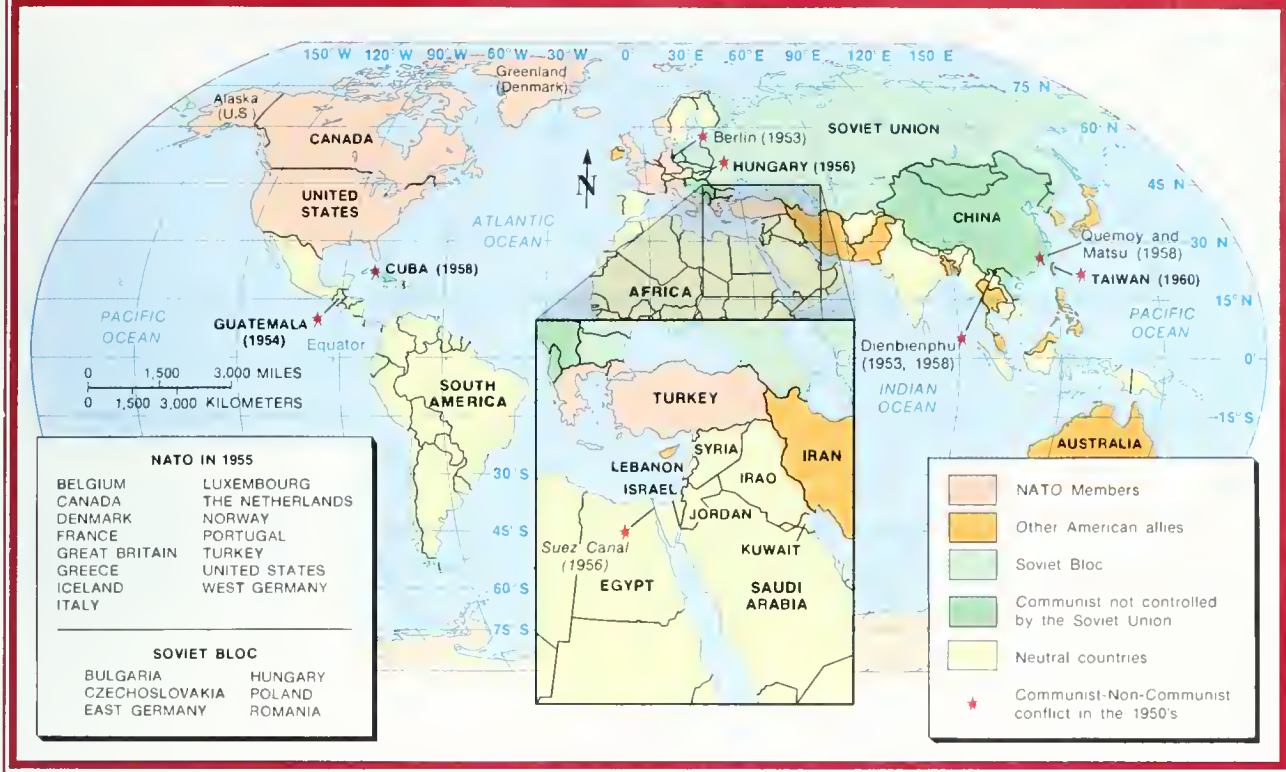 150° W 120° W 90° W 60° W 30° W 0° 30° E 60° E 90° E 120° E 150 E
Greenland
(Denmark)
75 N
Alaska
(U.S.)
CANADA
SOVIET UNION
60° N
Berlin (1953)
HUNGARY (1956)
N
45 N
UNITED
STATES
ATLANTIC
OCEAN
CHINA
Quemoy and
Matsu (1958)
30 N
CUBA (1958)
TAIWAN (1960)
AFRICA
15° N
PACIFIC
OCEAN
GUATEMALA
(1954)
Equator
PACIFIC
OCEAN
Dienbienphu
(1953, 1958)
0°
0 1,500 3,000 MILES
0 1,500 3,000 KILOMETERS
SOUTH
AMERICA
INDIAN
OCEAN
15° S
AUSTRALIA
30° S
45° S
60° S
75° S
TURKEY
SYRIA
LEBANON
ISRAEL
IRAQ
IRAN
JORDAN
KUWAIT
Suez Canal
(1956)
EGYPT
SAUDI
ARABIA
NATO IN 1955
BELGIUM LUXEMBOURG
CANADA THE NETHERLANDS
DENMARK NORWAY
FRANCE PORTUGAL
GREAT BRITAIN TURKEY
GREECE UNITED STATES
ICELAND WEST GERMANY
ITALY
SOVIET BLOC
BULGARIA HUNGARY
CZECHOSLOVAKIA POLAND
EAST GERMANY ROMANIA
NATO Members
Other American allies
Soviet Bloc
Communist not controlled
by the Soviet Union
Neutral countries
Communist-Non-Communist
conflict in the 1950's